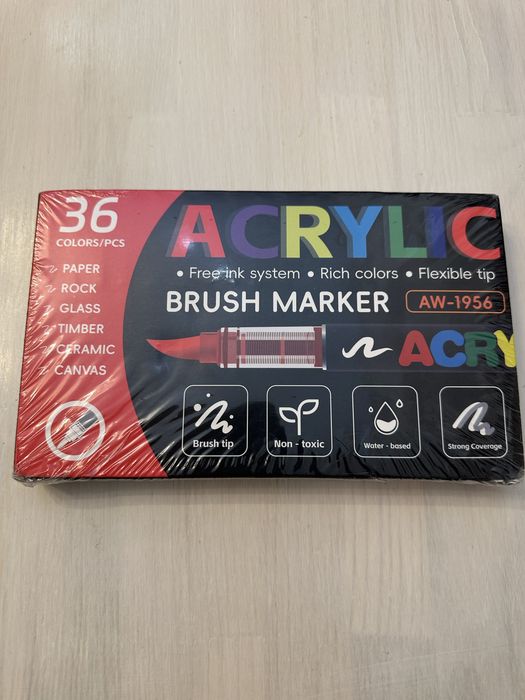 36
COLORS/PCS
PAPER
ROCK
GLASS
TIMBER
CERAMIC
CANVAS
ACRYLIC
• Free ink system • Rich colors • Flexible tip
BRUSH MARKER AW-1956
ACRY
Brush tip
Non - toxic
Water - based
Strong Coverage